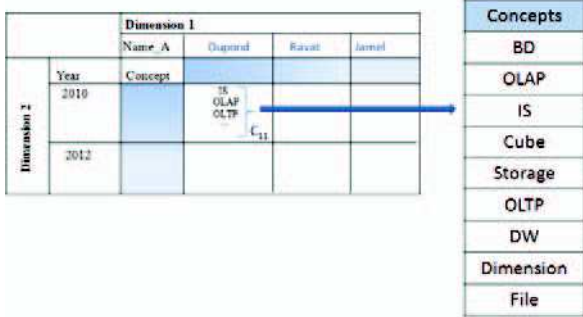 Dimension 1
Name_A Dupond Ravat Jamel
Year Concept
Dimension 2
2010
IS
OLAP
OLTP
C11
2012
Concepts
BD
OLAP
IS
Cube
Storage
OLTP
DW
Dimension
File